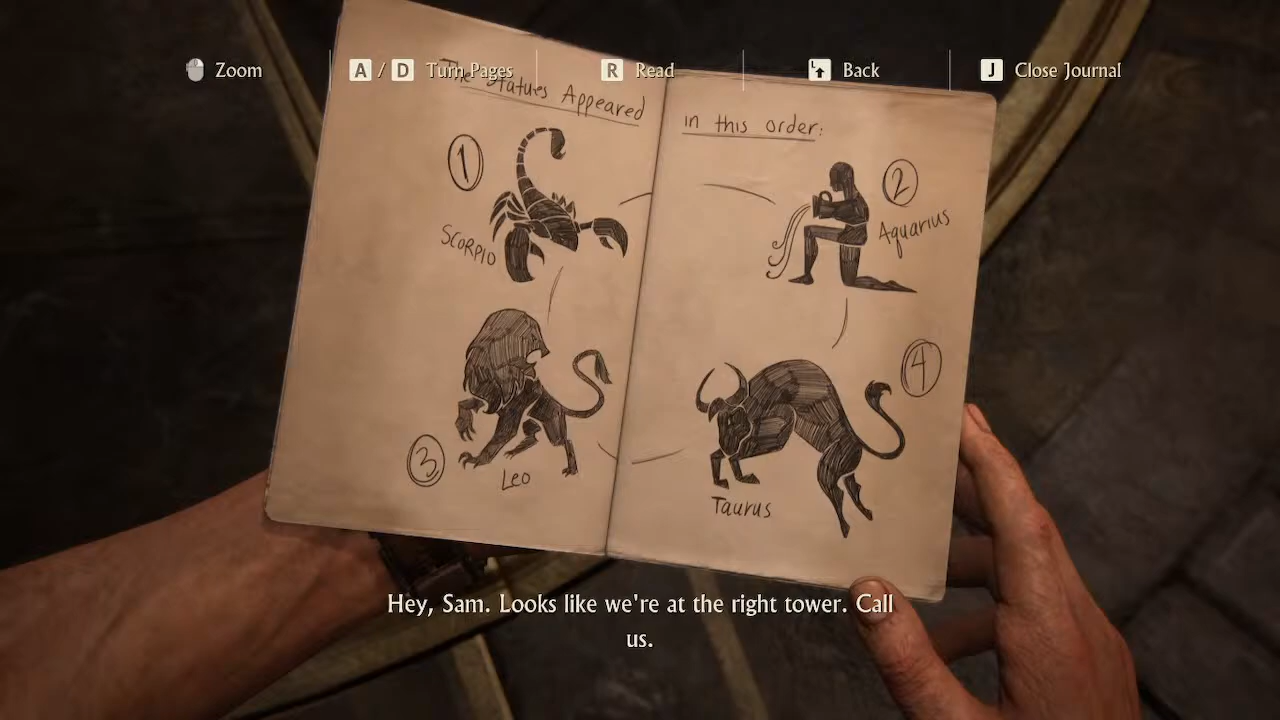 Zoom
A / D Turn Pages
R Read
Back
J Close Journal
The Statues Appeared
in this order:
1
SCORPIO
2
Aquarius
3
Leo
4
Taurus
Hey, Sam. Looks like we're at the right tower. Call
us.